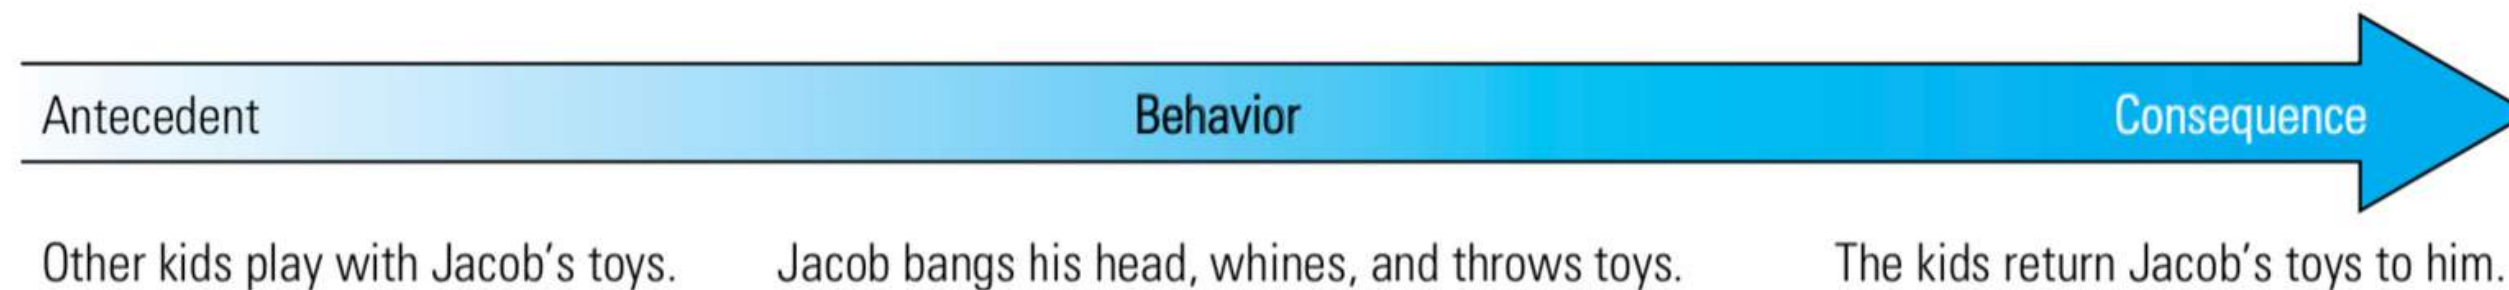 Antecedent Behavior Consequence
Other kids play with Jacob’s toys. Jacob bangs his head, whines, and throws toys. The kids return Jacob’s toys to him.